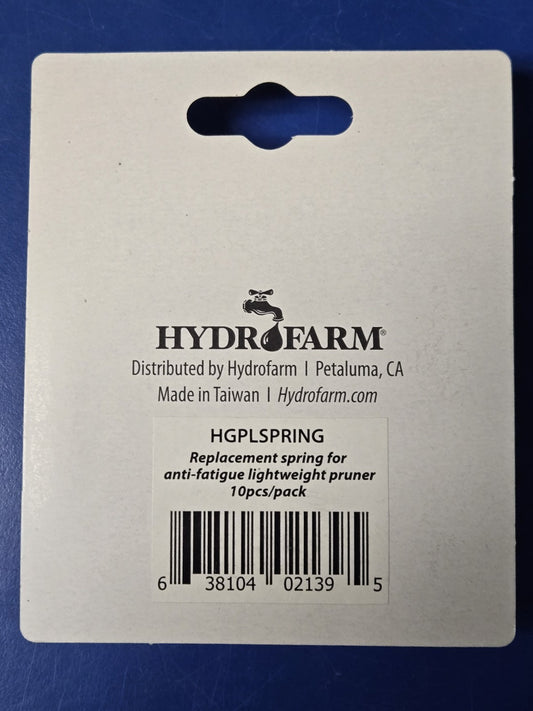 HYDROFARM®
Distributed by Hydrofarm | Petaluma, CA
Made in Taiwan | Hydrofarm.com
HGPLSPRING
Replacement spring for
anti-fatigue lightweight pruner
10pcs/pack
6 38104 02139 5